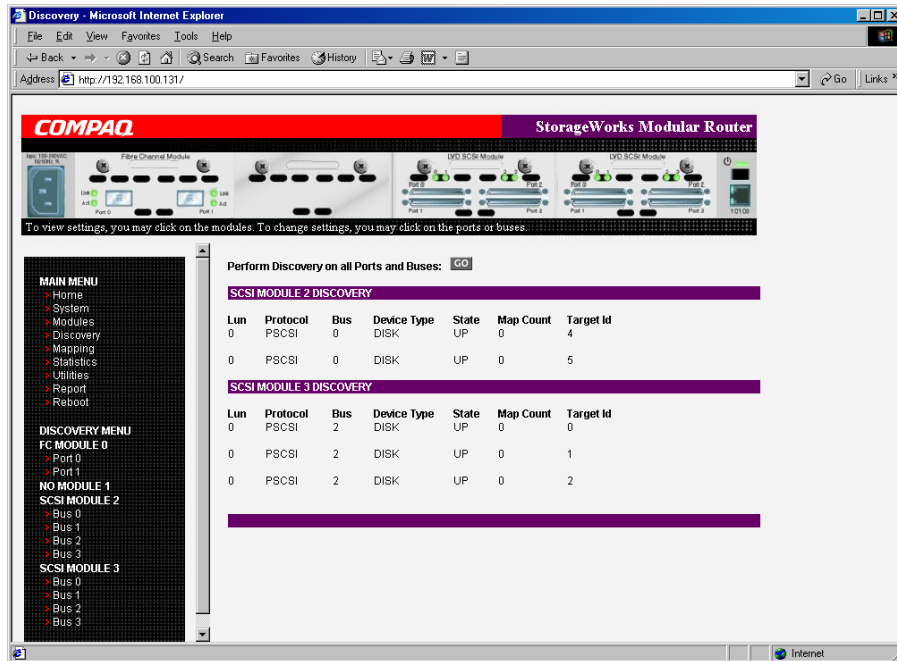 Discovery - Microsoft Internet Explorer
File Edit View Favorites Tools Help
Back Search Favorites History
Address http://192.168.100.131/ Go Links
COMPAQ StorageWorks Modular Router
Fibre Channel Module LVD SCSI Module LVD SCSI Module
Port 0 Port 2 Port 0 Port 2
Link Link
Act Act
Port 0 Port 1 Port 1 Port 3 Port 1 Port 3
To view settings, you may click on the modules. To change settings, you may click on the ports or buses.
MAIN MENU
Home
System
Modules
Discovery
Mapping
Statistics
Utilities
Report
Reboot
DISCOVERY MENU
FC MODULE 0
Port 0
Port 1
NO MODULE 1
SCSI MODULE 2
Bus 0
Bus 1
Bus 2
Bus 3
SCSI MODULE 3
Bus 0
Bus 1
Bus 2
Bus 3
Perform Discovery on all Ports and Buses: GO
SCSI MODULE 2 DISCOVERY
Lun Protocol Bus Device Type State Map Count Target Id
0 PSCSI 0 DISK UP 0 4
0 PSCSI 0 DISK UP 0 5
SCSI MODULE 3 DISCOVERY
Lun Protocol Bus Device Type State Map Count Target Id
0 PSCSI 2 DISK UP 0 0
0 PSCSI 2 DISK UP 0 1
0 PSCSI 2 DISK UP 0 2
Internet